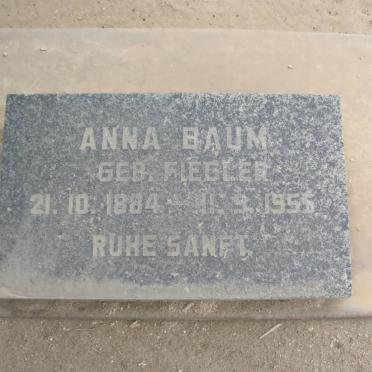 ANNA BAUM
GEB. FIEGLER
21.10.1884 – 11.9.1955
RUHE SANFT